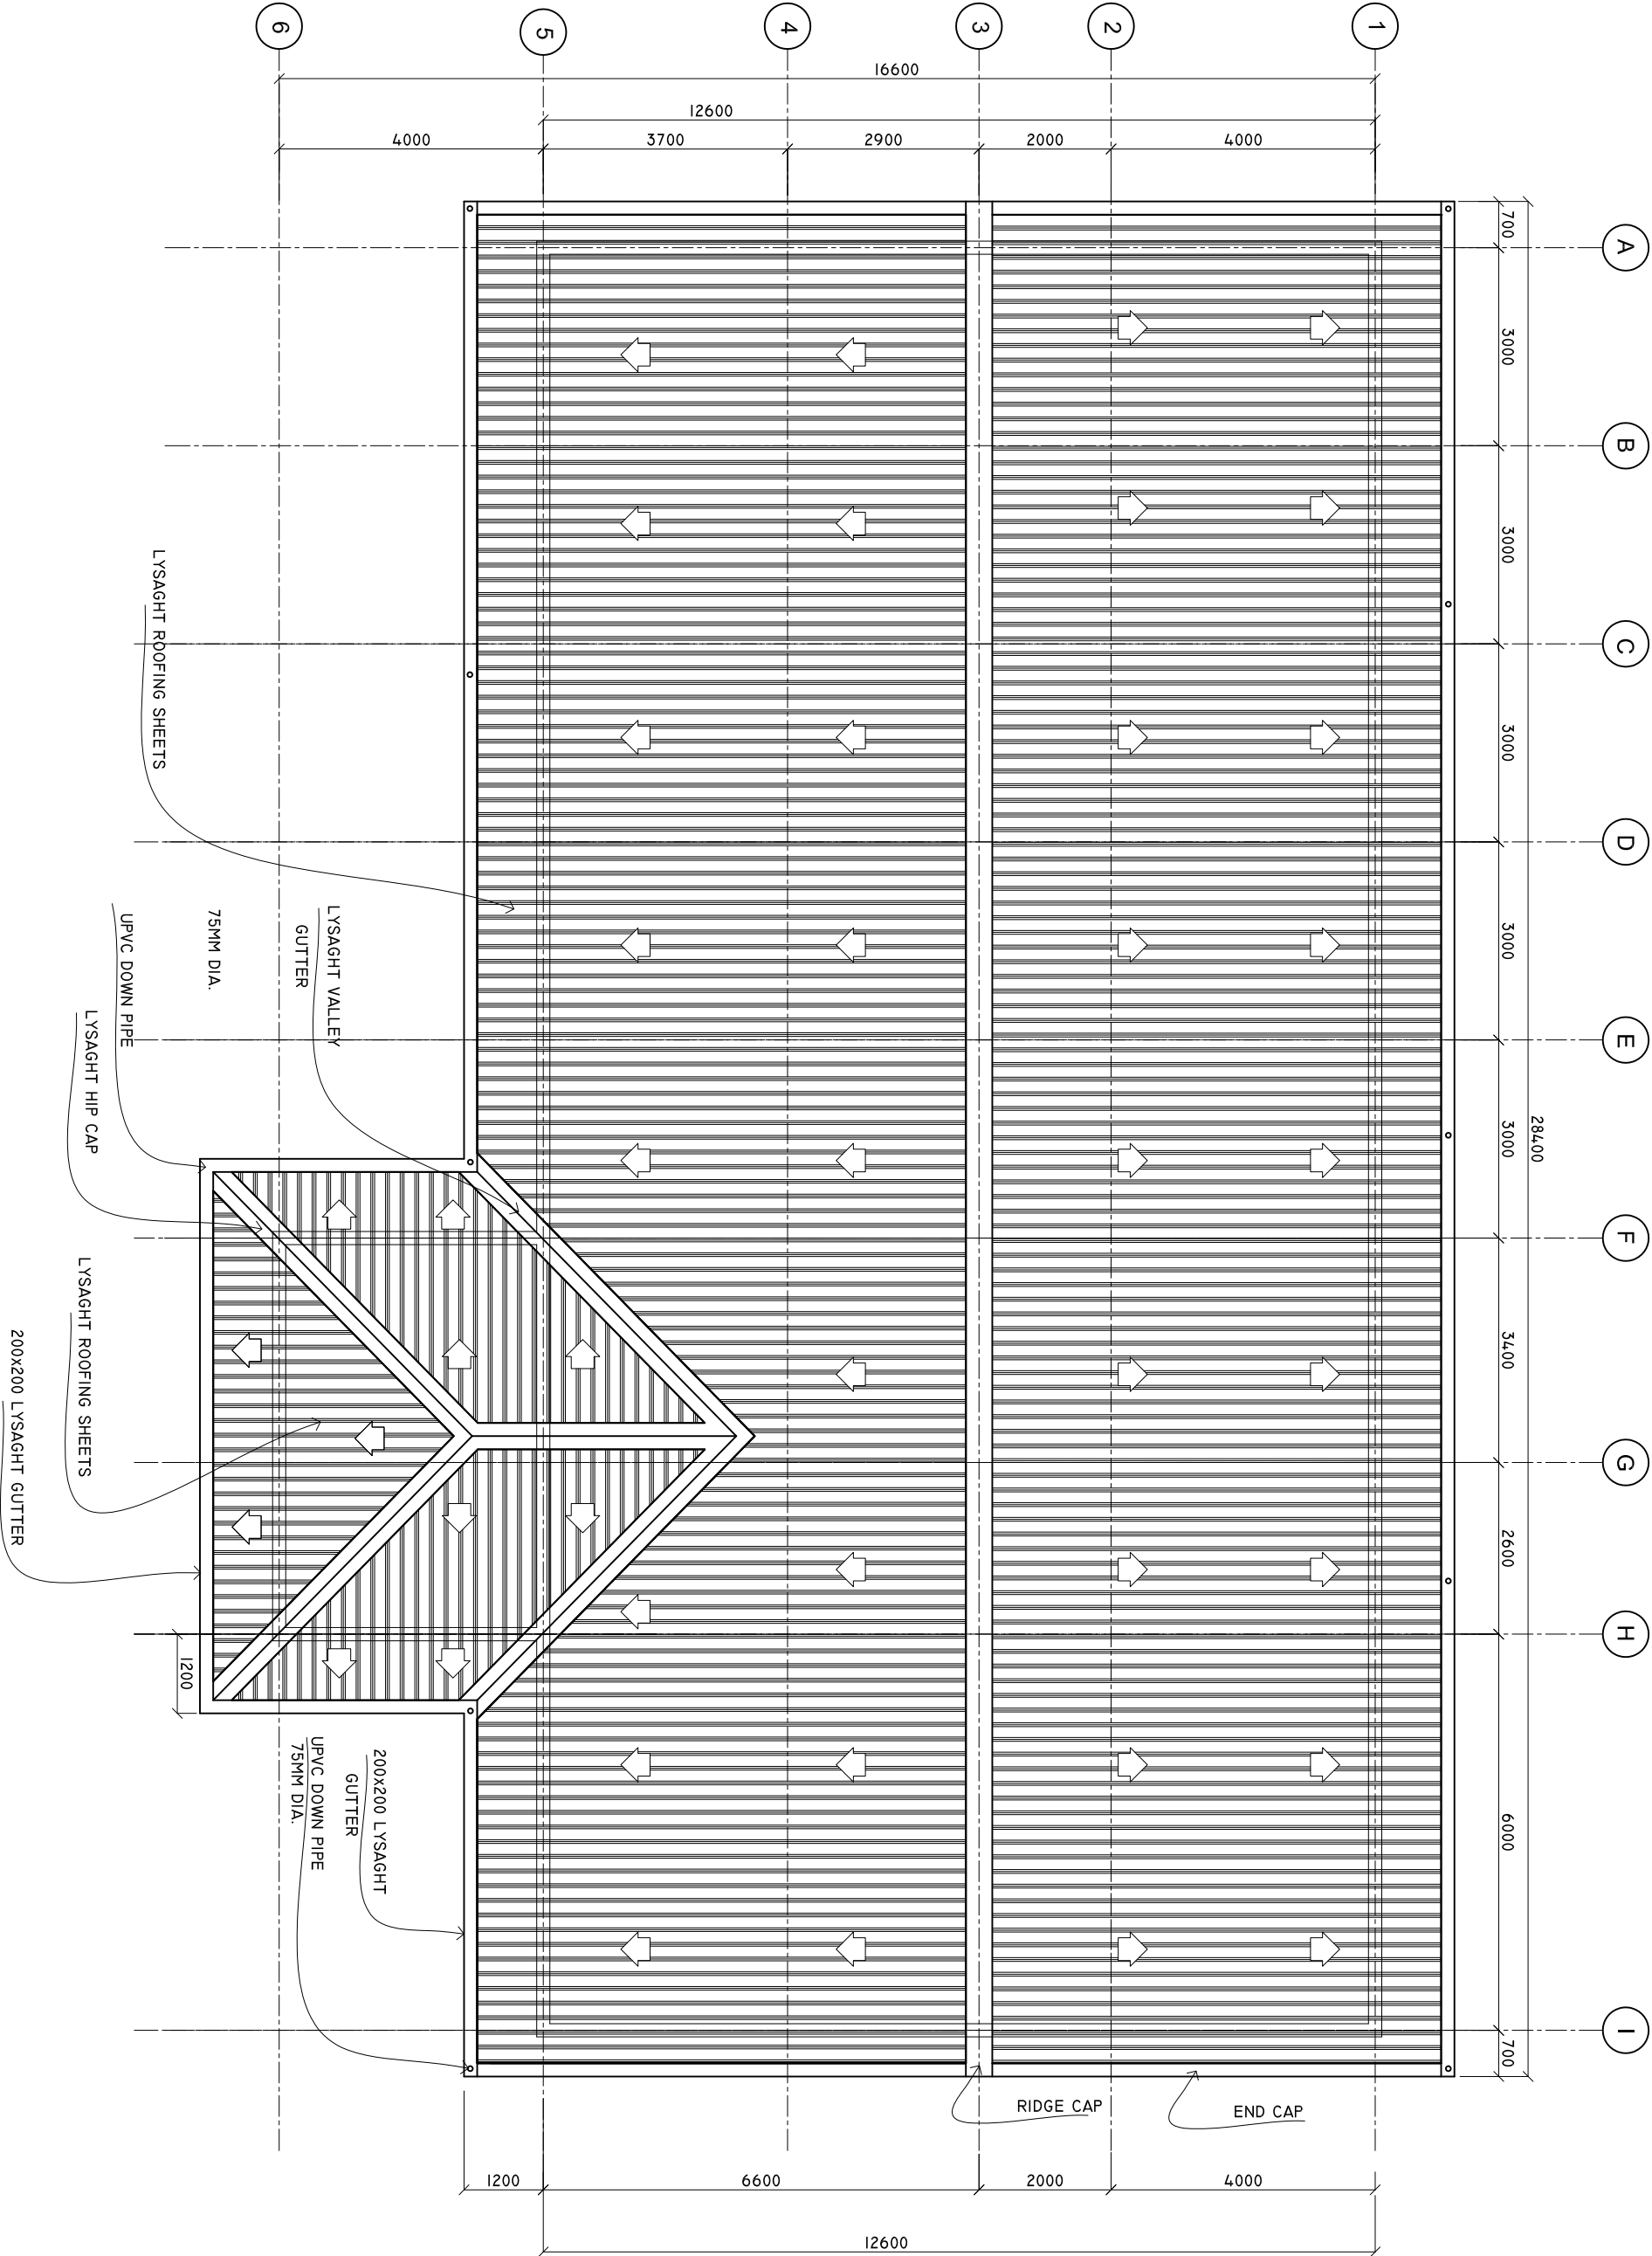 6
5
4
3
2
1
16600
12600
4000
3700
2900
2000
4000
A
B
C
D
E
F
G
H
I
700
3000
3000
3000
3000
3000
3400
2600
6000
700
28400
LYSAGHT ROOFING SHEETS
LYSAGHT VALLEY
GUTTER
75MM DIA.
UPVC DOWN PIPE
LYSAGHT HIP CAP
LYSAGHT ROOFING SHEETS
200x200 LYSAGHT GUTTER
1200
200x200 LYSAGHT
GUTTER
UPVC DOWN PIPE
75MM DIA.
RIDGE CAP
END CAP
1200
6600
2000
4000
12600